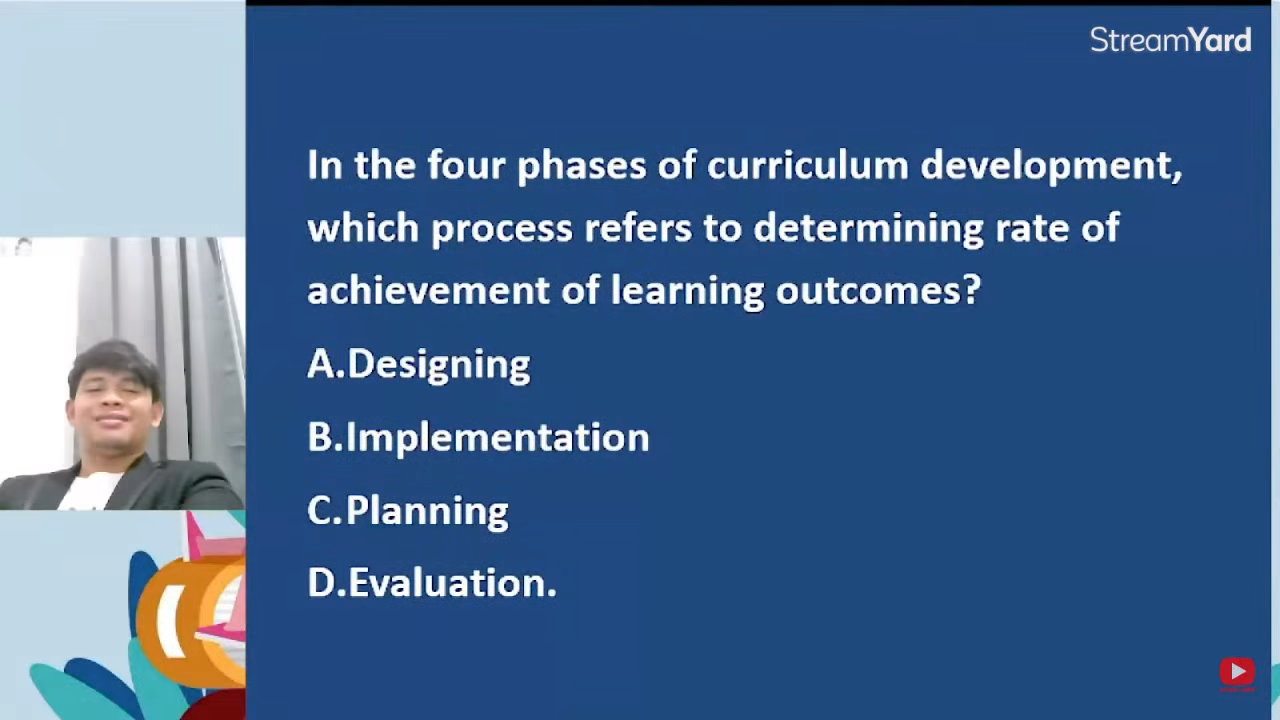 StreamYard
In the four phases of curriculum development,
which process refers to determining rate of
achievement of learning outcomes?
A.Designing
B.Implementation
C.Planning
D.Evaluation.